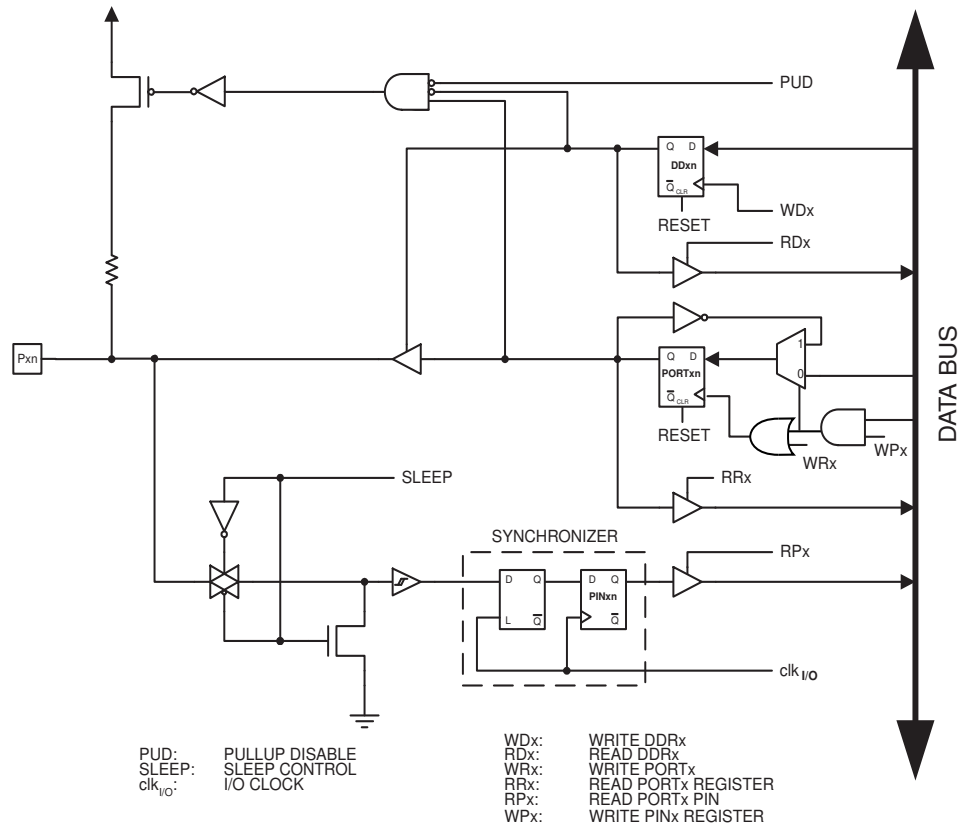 PUD
Q D
DDxn
Q CLR
WDx
RESET
RDx
Pxn
1
Q D
PORTxn
0
Q CLR
RESET
WRx
WPx
DATA BUS
RRx
SLEEP
SYNCHRONIZER
RPx
D Q
L Q
D Q
PINxn
Q
clk I/O
PUD: PULLUP DISABLE
SLEEP: SLEEP CONTROL
clkI/O: I/O CLOCK
WDx: WRITE DDRx
RDx: READ DDRx
WRx: WRITE PORTx
RRx: READ PORTx REGISTER
RPx: READ PORTx PIN
WPx: WRITE PINx REGISTER